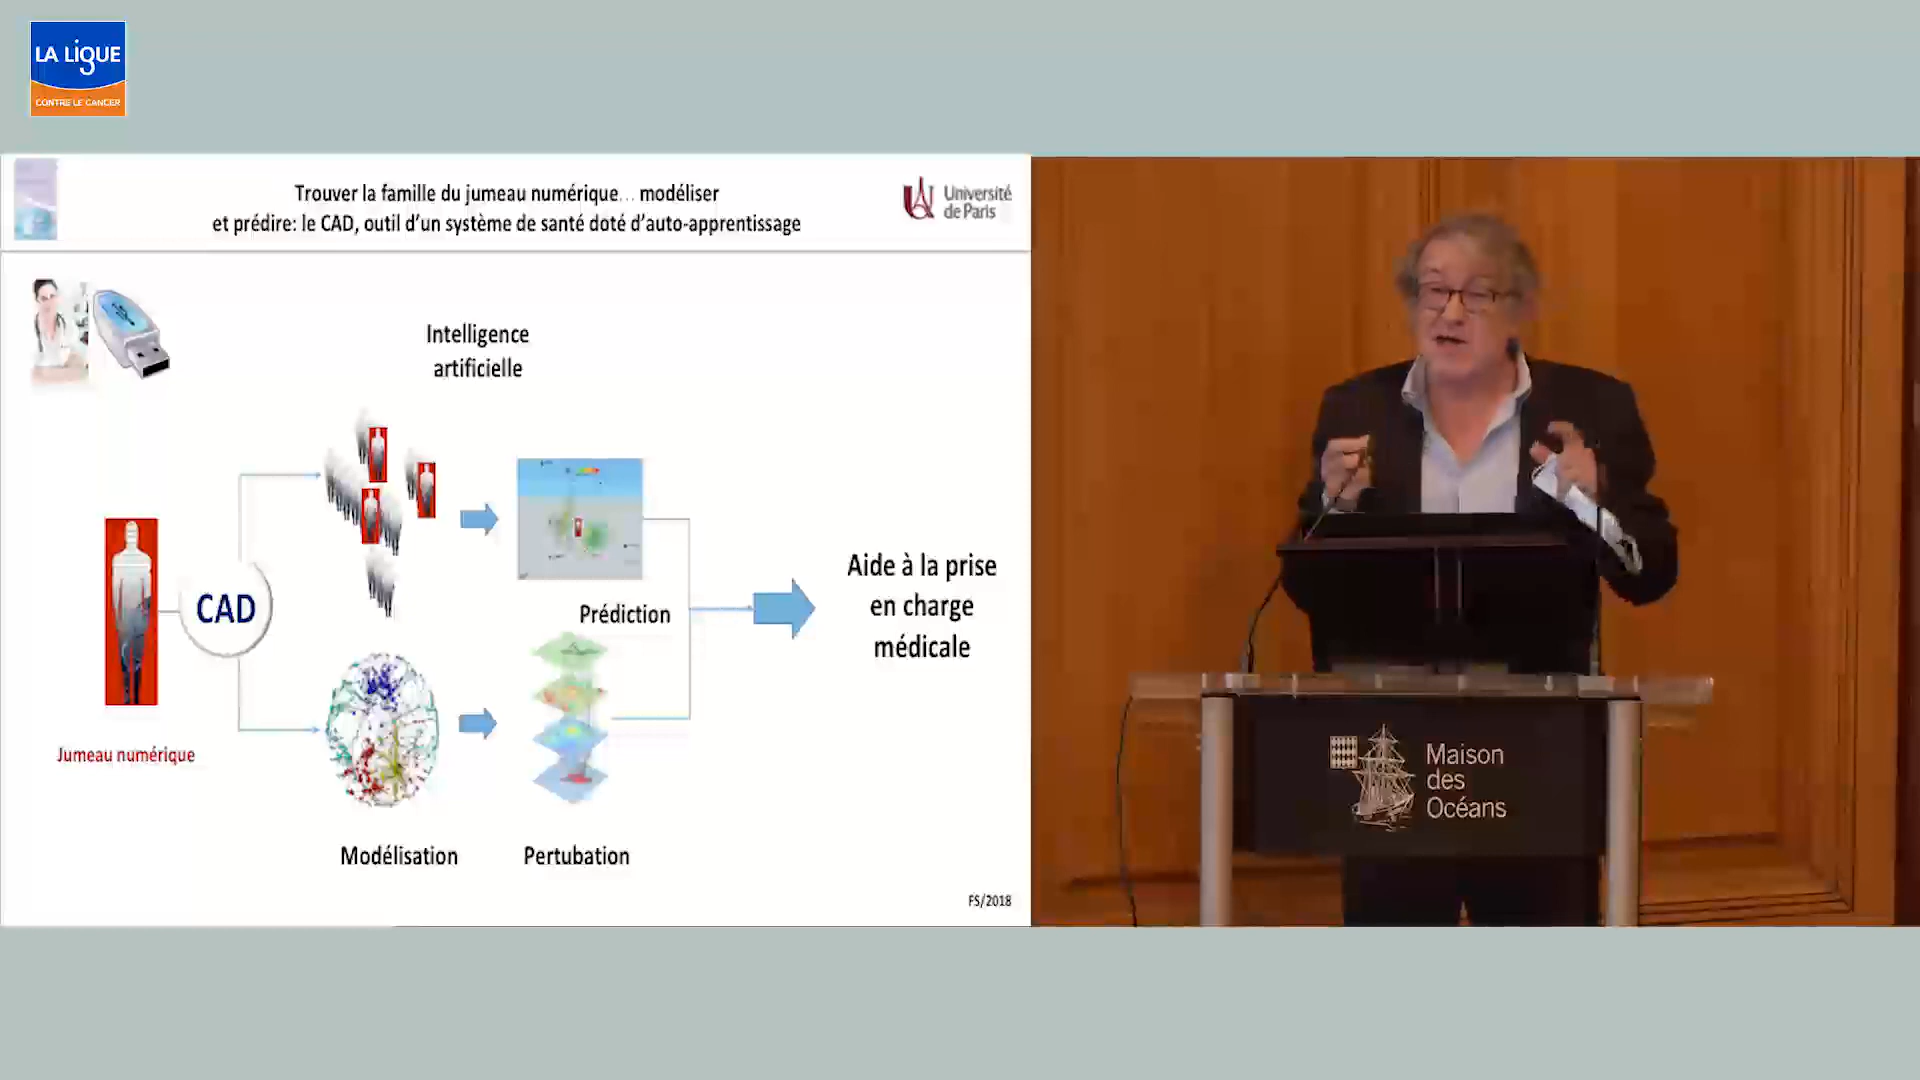 LA LIGUE
CONTRE LE CANCER
Trouver la famille du jumeau numérique... modéliser
et prédire: le CAD, outil d'un système de santé doté d'auto-apprentissage
Université
de Paris
Intelligence
artificielle
CAD
Prédiction
Aide à la prise
en charge
médicale
Jumeau numérique
Modélisation
Pertubation
FS/2018
Maison
des
Océans